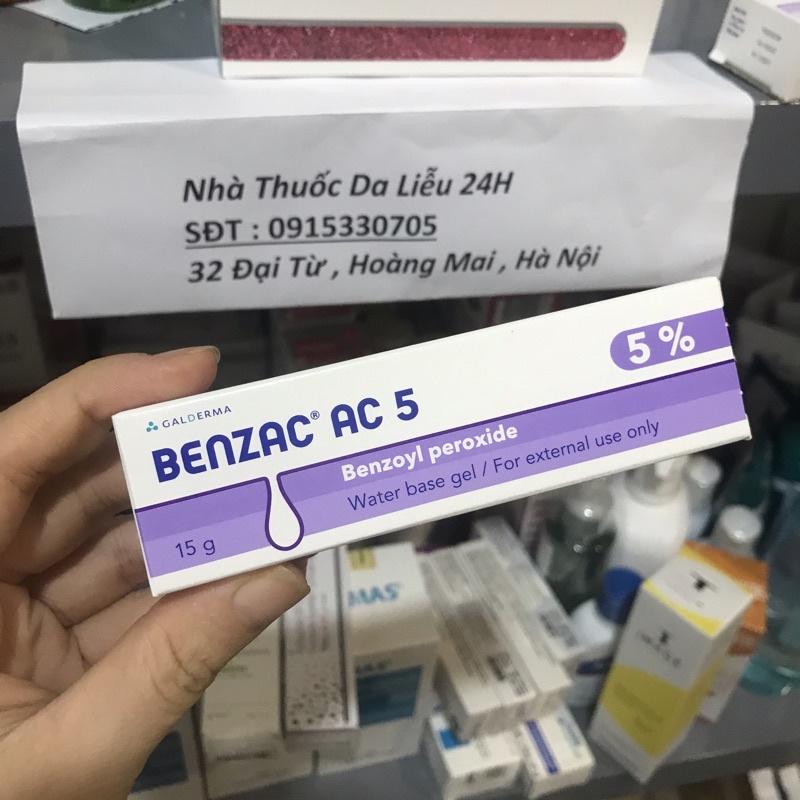 Nhà Thuốc Da Liễu 24H
SĐT : 0915330705
32 Đại Từ , Hoàng Mai , Hà Nội
5 %
GALDERMA
BENZAC® AC 5
Benzoyl peroxide
Water base gel / For external use only
15 g
MAS®